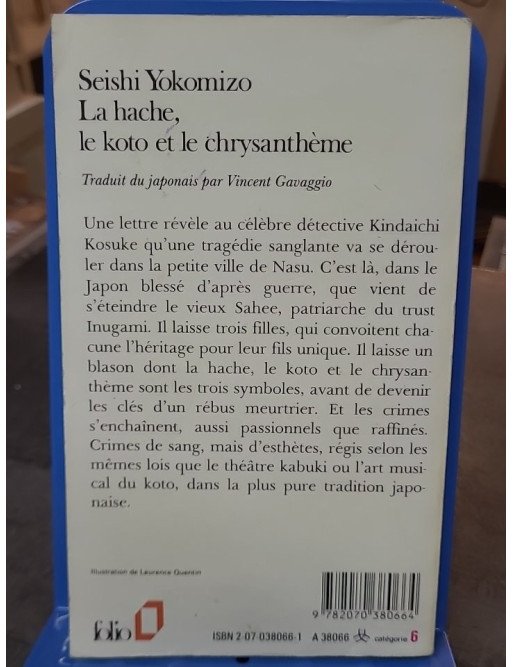 Seishi Yokomizo
La hache,
le koto et le chrysanthème
Traduit du japonais par Vincent Gavaggio
Une lettre révèle au célèbre détective Kindaichi
Kosuke qu'une tragédie sanglante va se dérou-
ler dans la petite ville de Nasu. C'est là, dans le
Japon blessé d'après guerre, que vient de
s'éteindre le vieux Sahee, patriarche du trust
Inugami. Il laisse trois filles, qui convoitent cha-
cune l'héritage pour leur fils unique. Il laisse un
blason dont la hache, le koto et le chrysan-
thème sont les trois symboles, avant de devenir
les clés d'un rébus meurtrier. Et les crimes
s'enchaînent, aussi passionnels que raffinés.
Crimes de sang, mais d'esthètes, régis selon les
mêmes lois que le théâtre kabuki ou l'art musi-
cal du koto, dans la plus pure tradition japo-
naise.
Illustration de Laurence Quentin
9 782070 380664
folio
ISBN 2-07-038066-1 A 38066 catégorie 6